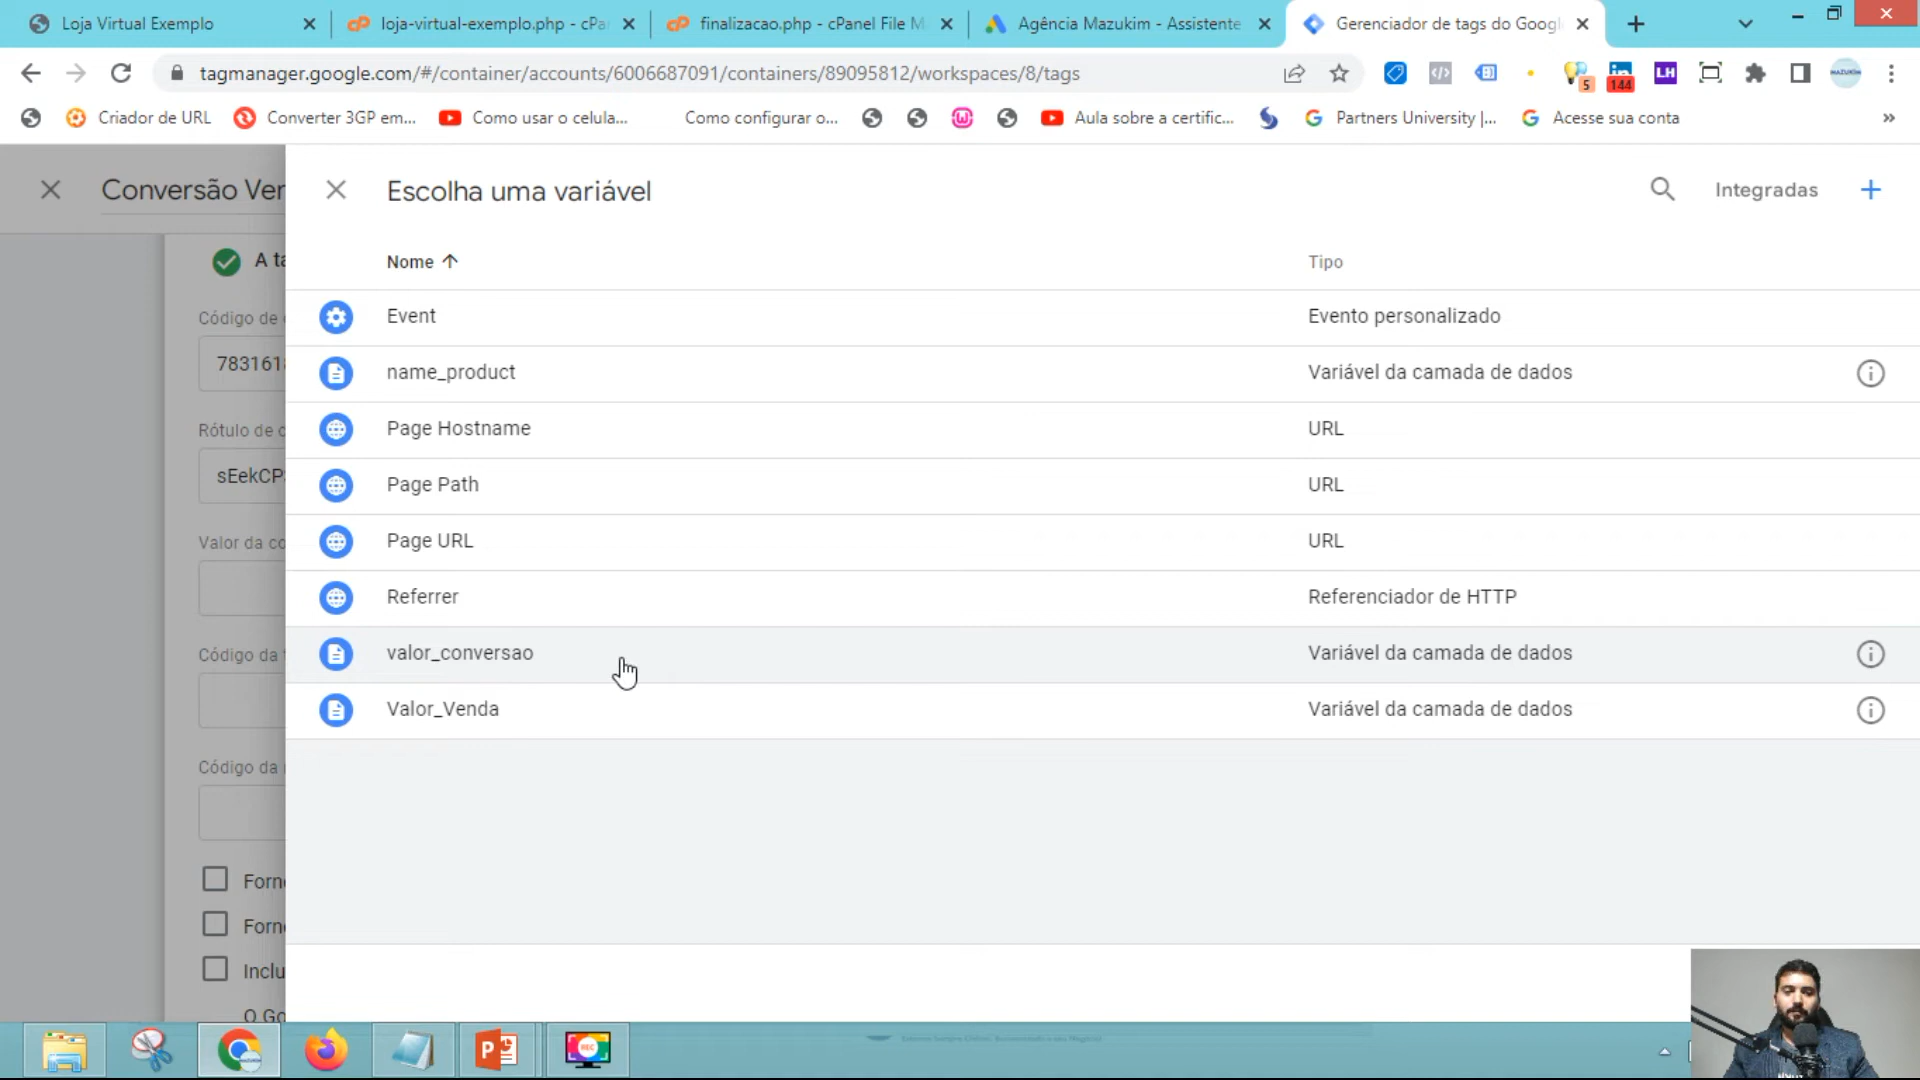 Loja Virtual Exemplo
loja-virtual-exemplo.php - cPa
finalizacao.php - cPanel File M
Agência Mazukim - Assistente
Gerenciador de tags do Googl
tagmanager.google.com/#/container/accounts/6006687091/containers/89095812/workspaces/8/tags
5
144
LH
Criador de URL
Converter 3GP em...
Como usar o celula...
Como configurar o...
Aula sobre a certific...
Partners University |...
Acesse sua conta
»
Conversão Ver
Escolha uma variável
Integradas
Nome
Tipo
Event
Evento personalizado
name_product
Variável da camada de dados
Page Hostname
URL
Page Path
URL
Page URL
URL
Referrer
Referenciador de HTTP
valor_conversao
Variável da camada de dados
Valor_Venda
Variável da camada de dados
A ta
Código de
783161
Rótulo de c
sEekCP
Valor da co
Código da
Código da
Forne
Forne
Inclu
O Go